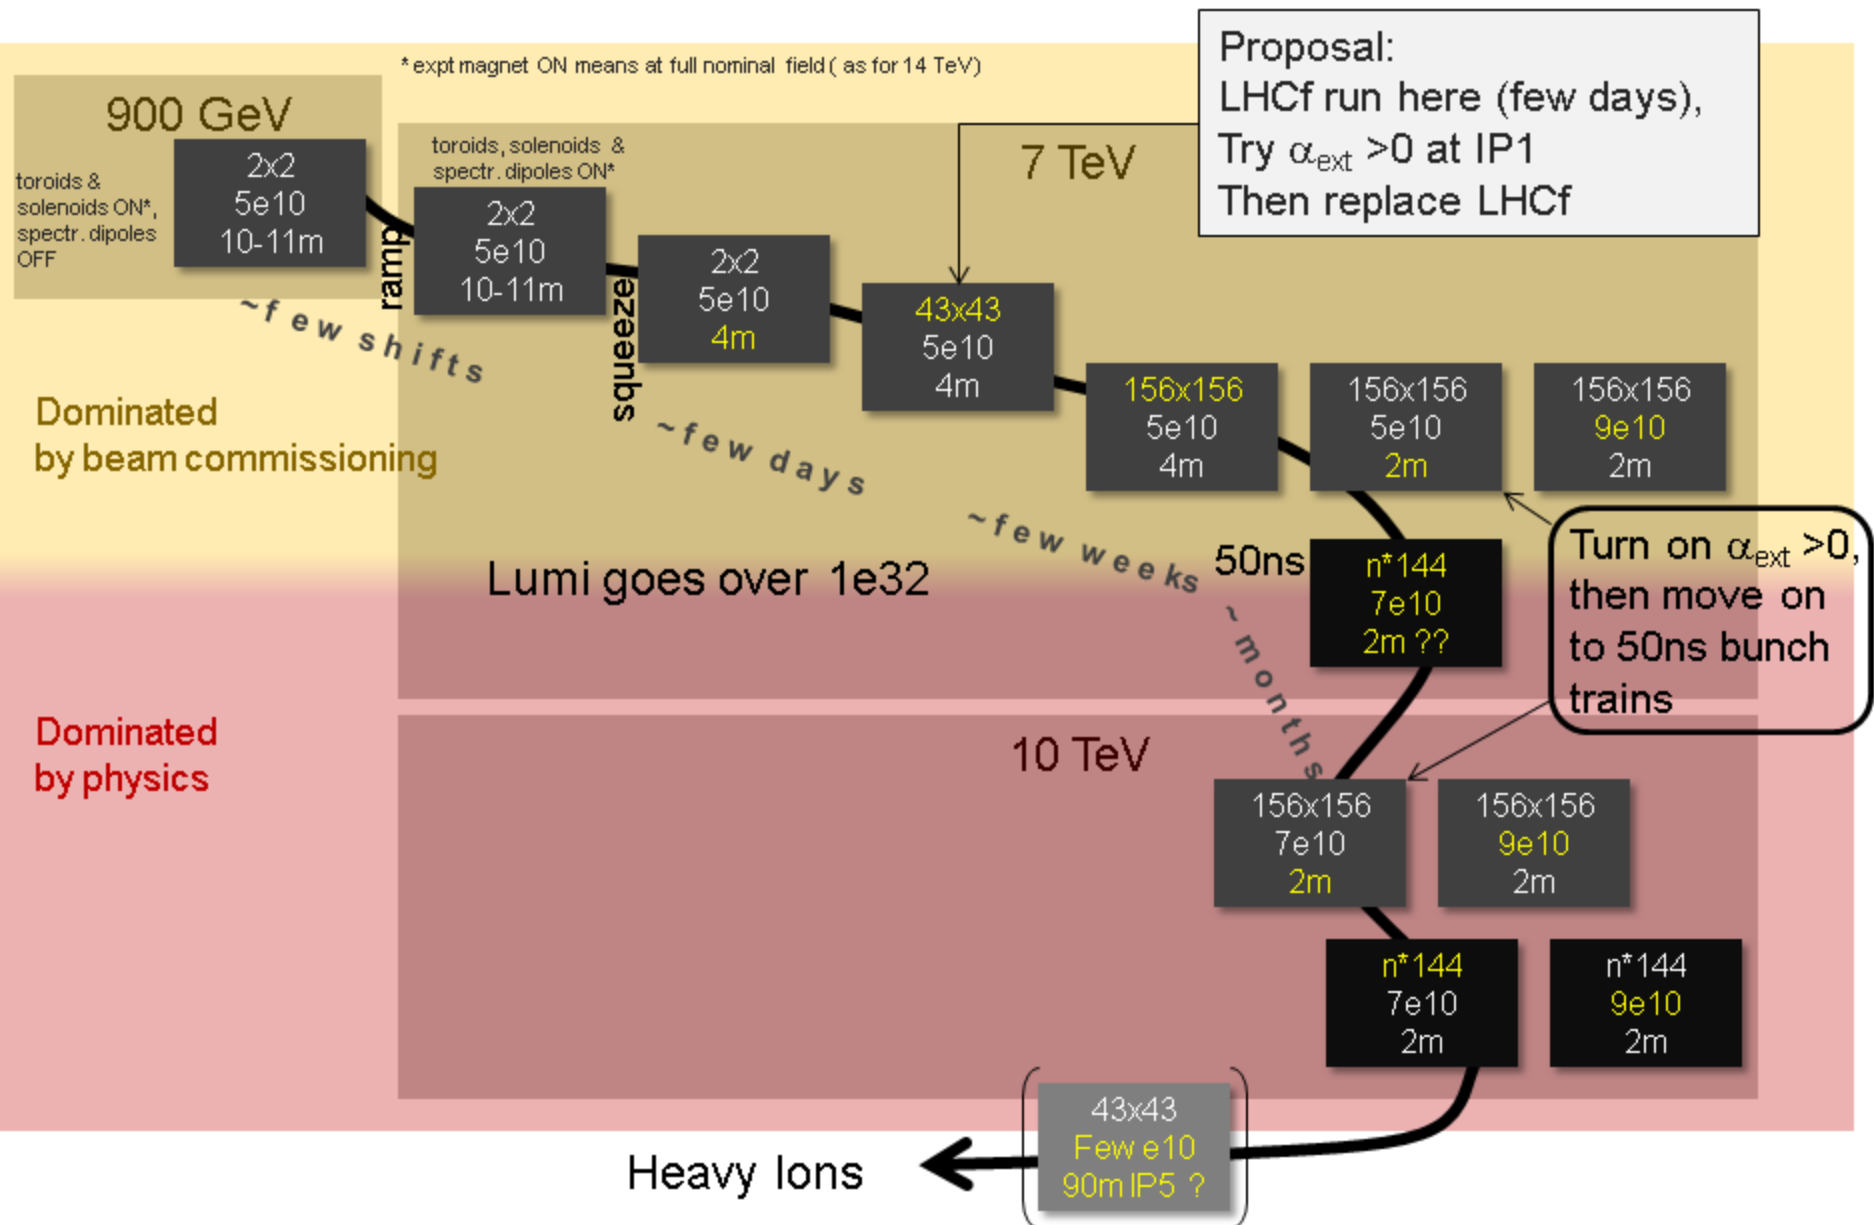 * expt magnet ON means at full nominal field ( as for 14 TeV)
Proposal:
LHCf run here (few days),
Try αext >0 at IP1
Then replace LHCf
900 GeV
toroids &
solenoids ON*,
spectr. dipoles
OFF
2x2
5e10
10-11m
ramp
toroids, solenoids &
spectr. dipoles ON*
7 TeV
2x2
5e10
10-11m
squeeze
2x2
5e10
4m
43x43
5e10
4m
156x156
5e10
4m
156x156
5e10
2m
156x156
9e10
2m
~few shifts
~few days
~few weeks
~months
Dominated
by beam commissioning
Lumi goes over 1e32
50ns
n*144
7e10
2m ??
Turn on αext >0,
then move on
to 50ns bunch
trains
Dominated
by physics
10 TeV
156x156
7e10
2m
156x156
9e10
2m
n*144
7e10
2m
n*144
9e10
2m
43x43
Few e10
90m IP5 ?
Heavy Ions